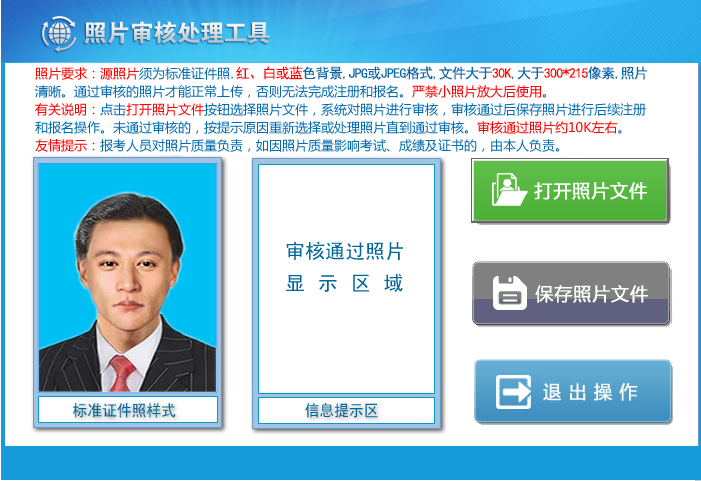 照片审核处理工具
照片要求：源照片须为标准证件照,红、白或蓝色背景,JPG或JPEG格式,文件大于30K,大于300*215像素,照片
清晰。通过审核的照片才能正常上传，否则无法完成注册和报名。严禁小照片放大后使用。
有关说明：点击打开照片文件按钮选择照片文件，系统对照片进行审核，审核通过后保存照片进行后续注册
和报名操作。未通过审核的，按提示原因重新选择或处理照片直到通过审核。审核通过照片约10K左右。
友情提示：报考人员对照片质量负责，如因照片质量影响考试、成绩及证书的，由本人负责。
打开照片文件
审核通过照片
显示区域
保存照片文件
退出操作
标准证件照样式
信息提示区